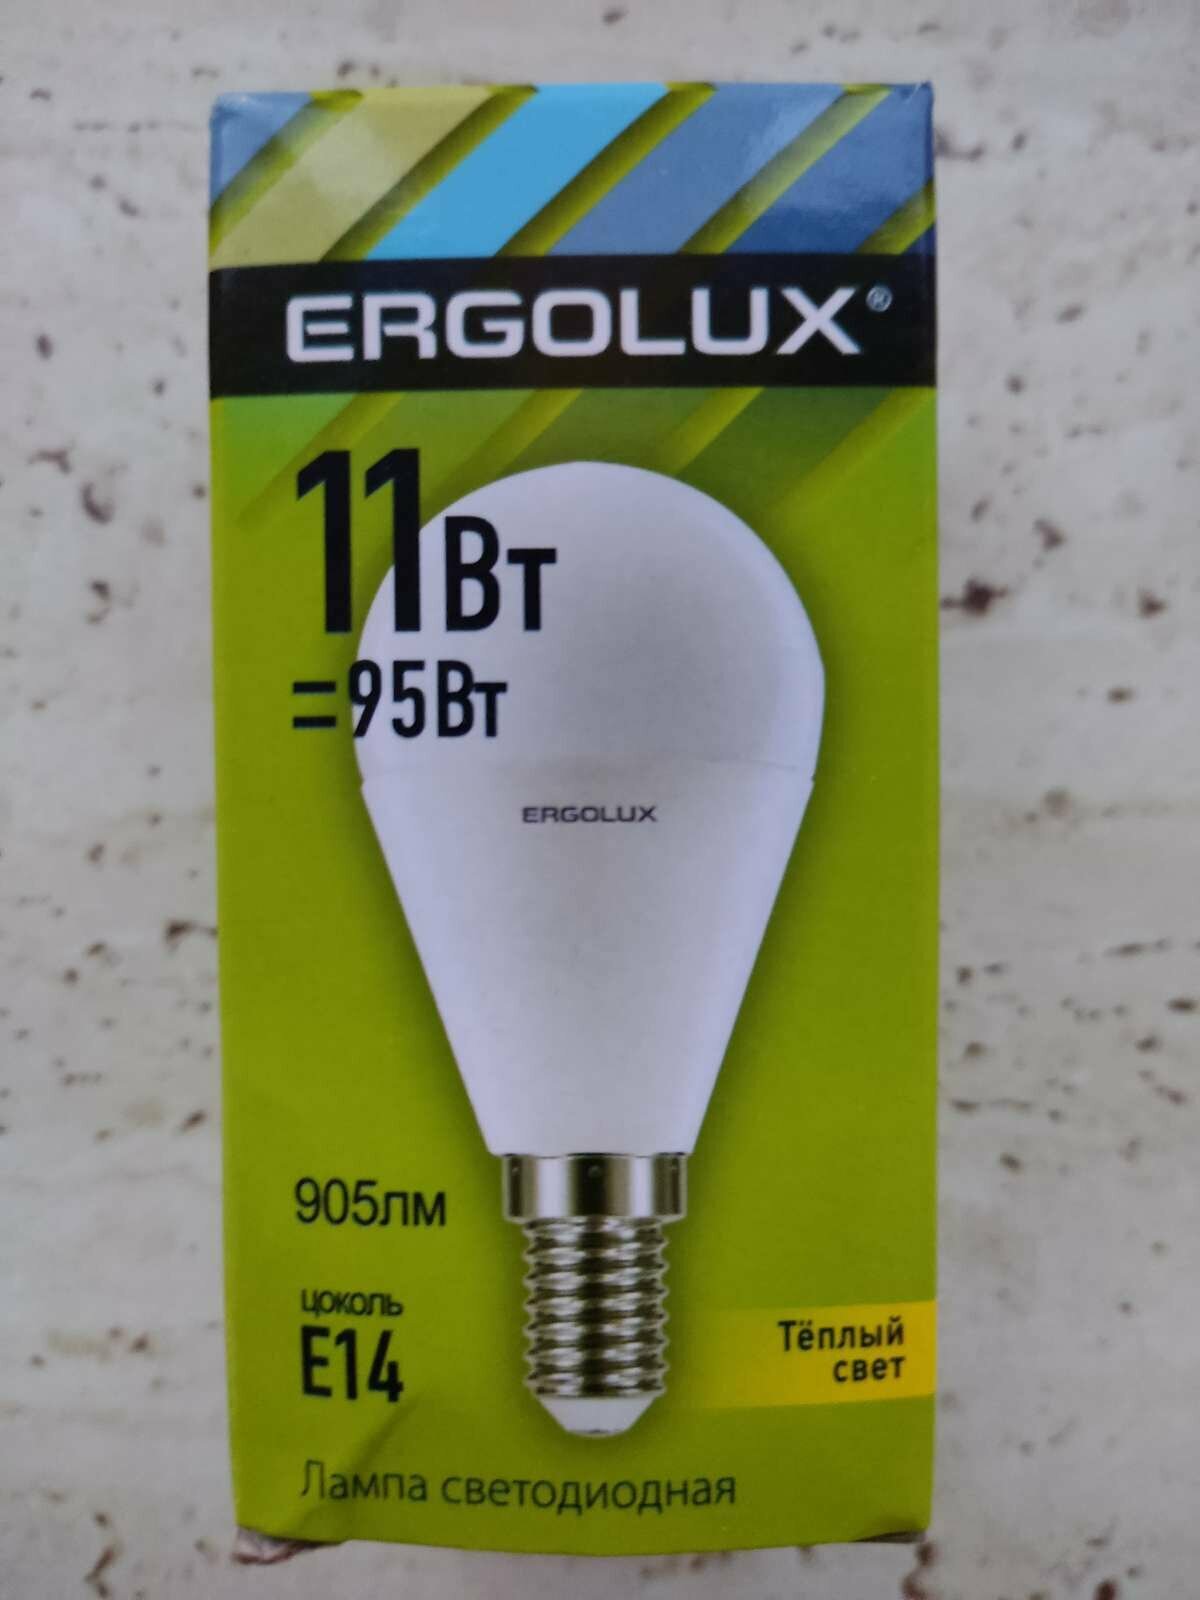 ERGOLUX®
11Вт
=95Вт
ERGOLUX
905лм
цоколь
E14
Тёплый
свет
Лампа светодиодная